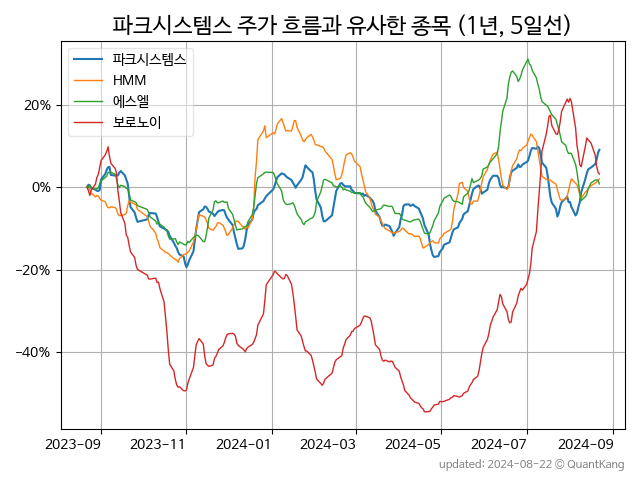 파크시스템스 주가 흐름과 유사한 종목 (1년, 5일선)
파크시스템스
HMM
에스엘
보로노이
20%
0%
−20%
−40%
2023-09 2023-11 2024-01 2024-03 2024-05 2024-07 2024-09
updated: 2024-08-22 © QuantKang